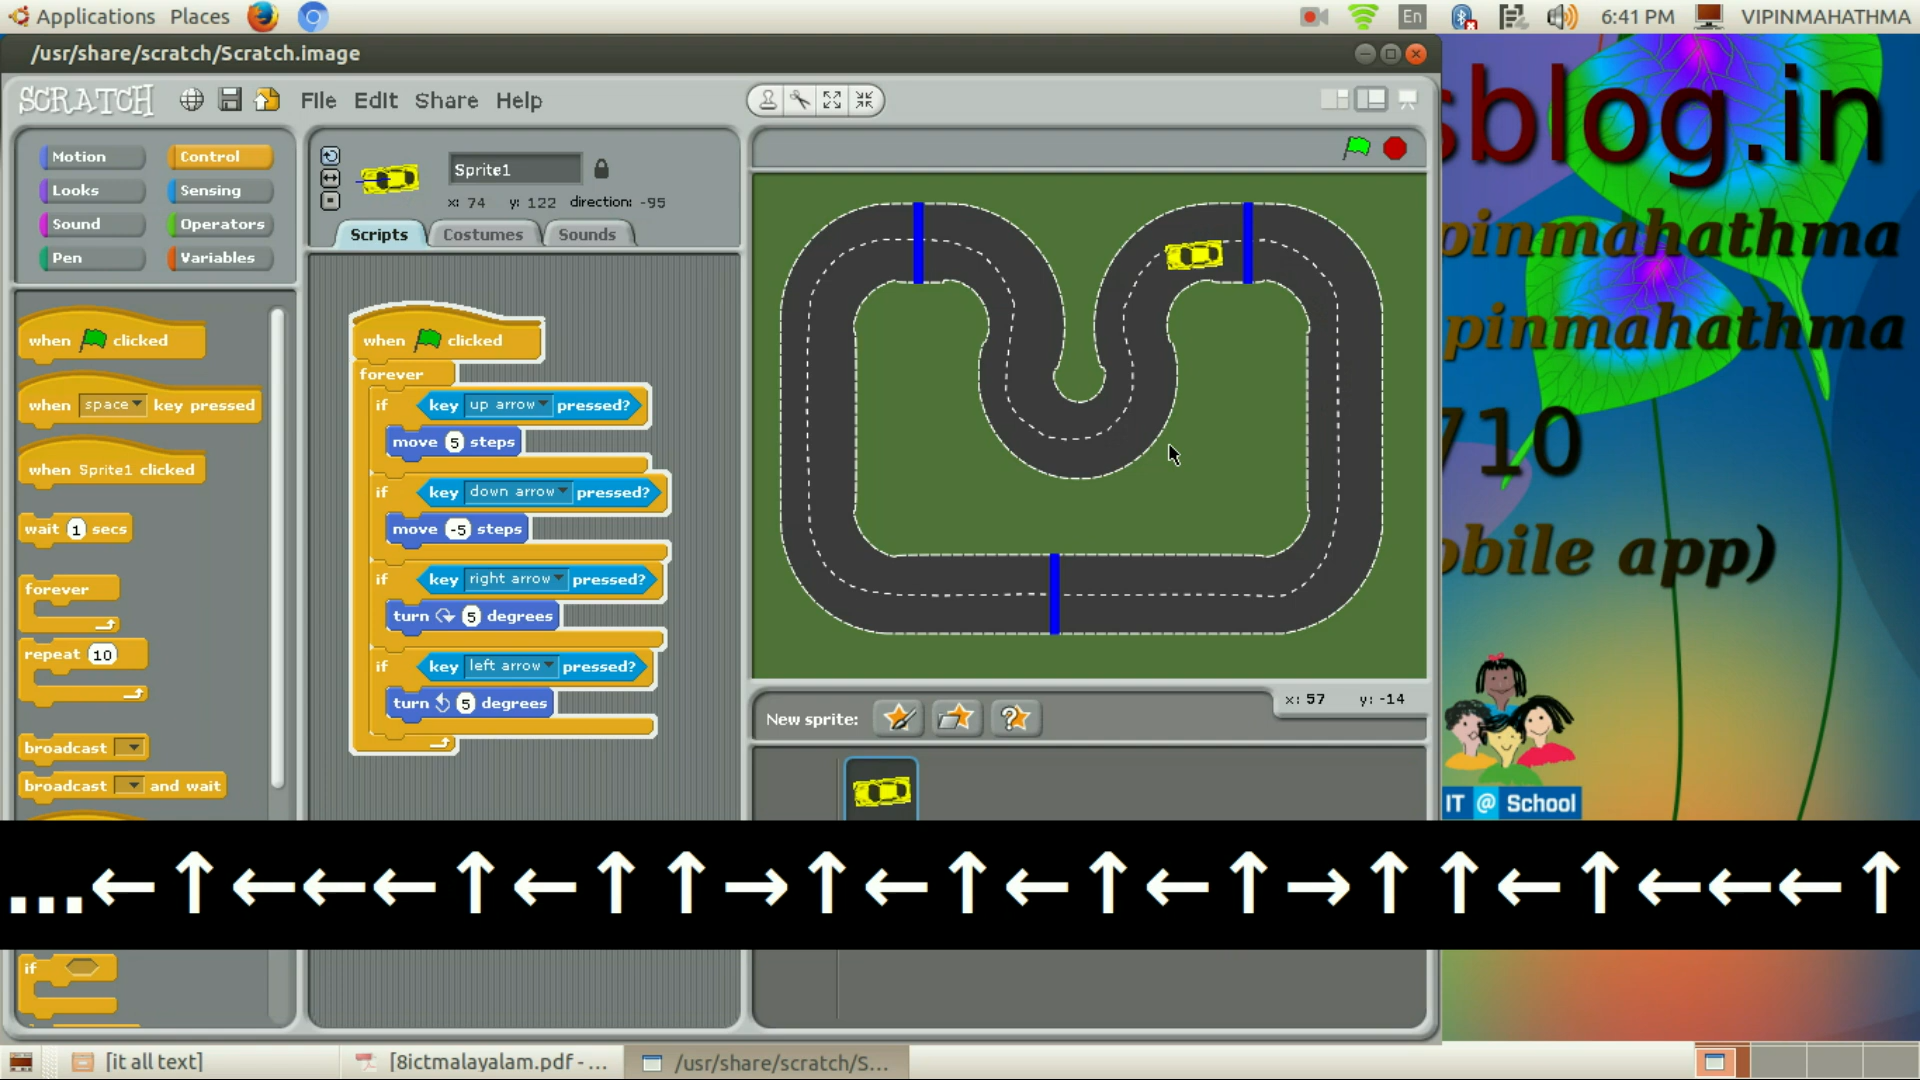 Applications Places
En 6:41 PM VIPINMAHATHMA
/usr/share/scratch/Scratch.image
SCRATCH File Edit Share Help
Motion Control
Looks Sensing
Sound Operators
Pen Variables
Sprite1
x: 74 y: 122 direction: -95
Scripts Costumes Sounds
when clicked
when space key pressed
when Sprite1 clicked
wait 1 secs
forever
repeat 10
broadcast
broadcast and wait
if
when clicked
forever
if key up arrow pressed?
move 5 steps
if key down arrow pressed?
move -5 steps
if key right arrow pressed?
turn 5 degrees
if key left arrow pressed?
turn 5 degrees
x: 57 y: -14
New sprite:
sblog.in
pinmahathma
pinmahathma
710
obile app)
IT @ School
...←↑←←←↑←↑↑→↑←↑←↑←↑→↑↑←↑←←←↑
[it all text] [8ictmalayalam.pdf - ... /usr/share/scratch/S...